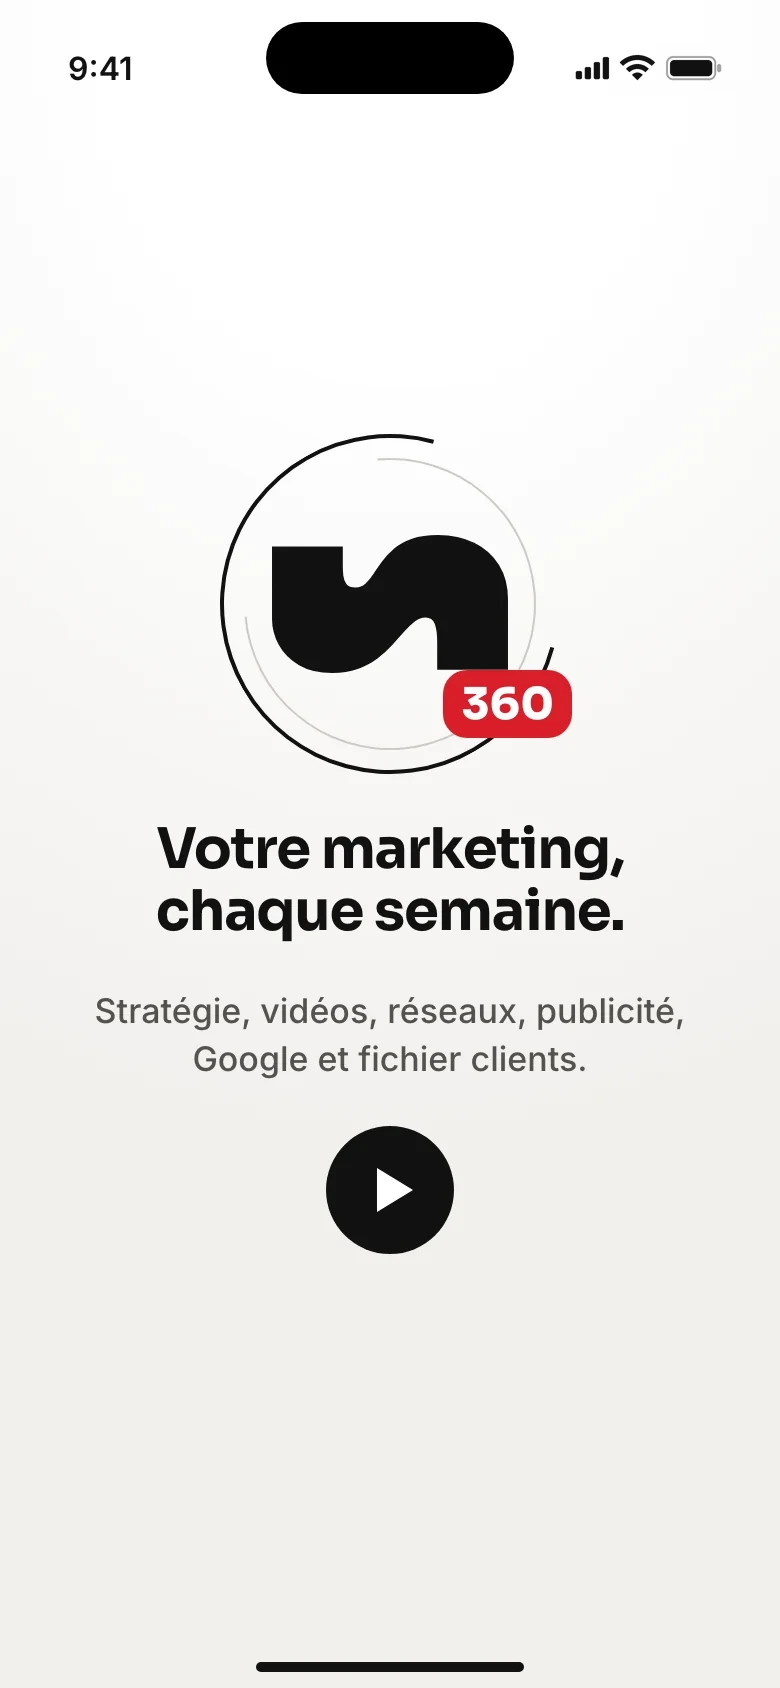 9:41
360
Votre marketing,
chaque semaine.
Stratégie, vidéos, réseaux, publicité,
Google et fichier clients.